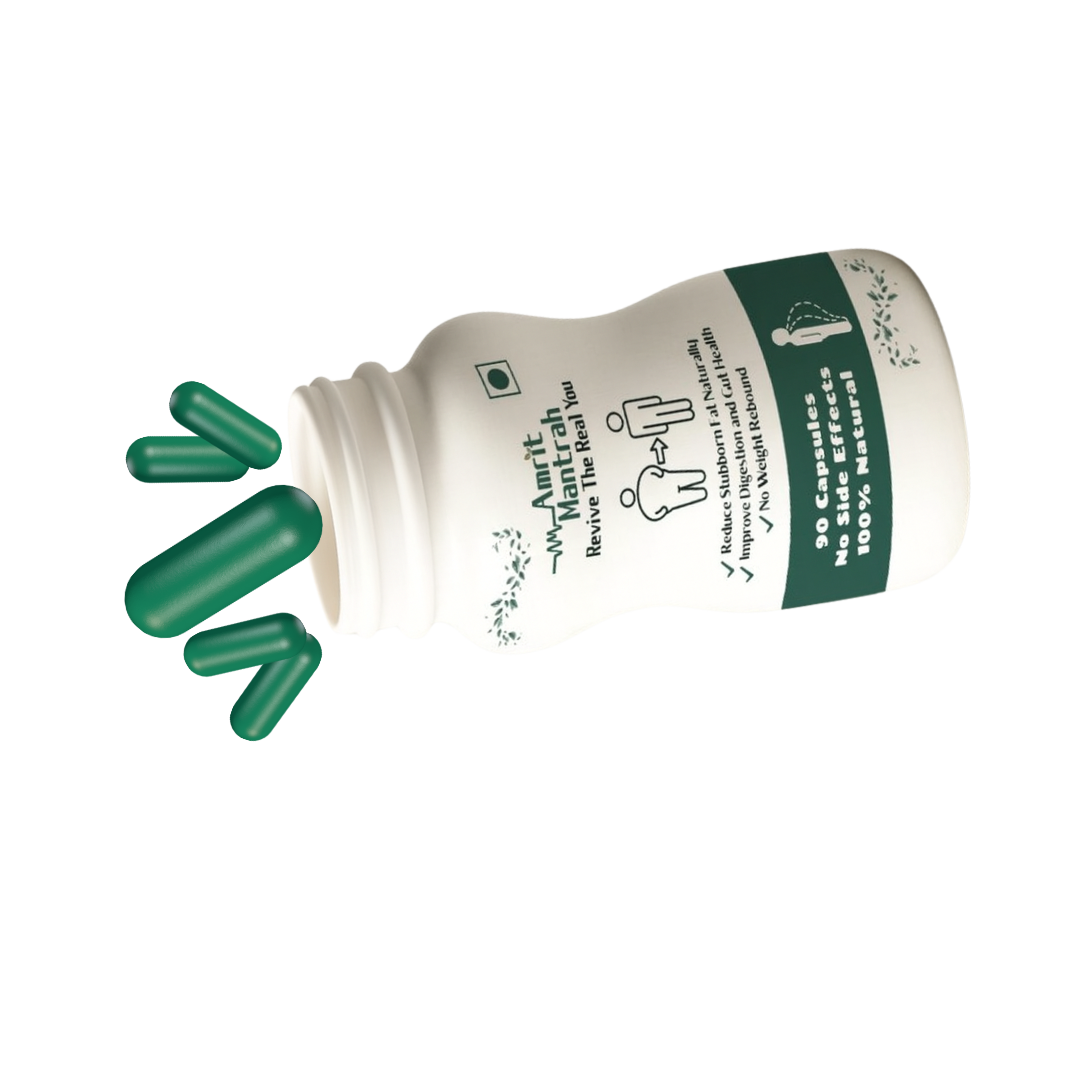 Amrit
Mantrah
Revive The Real You
Reduce Stubborn Fat Naturally
Improve Digestion and Gut Health
No Weight Rebound
90 Capsules
No Side Effects
100% Natural